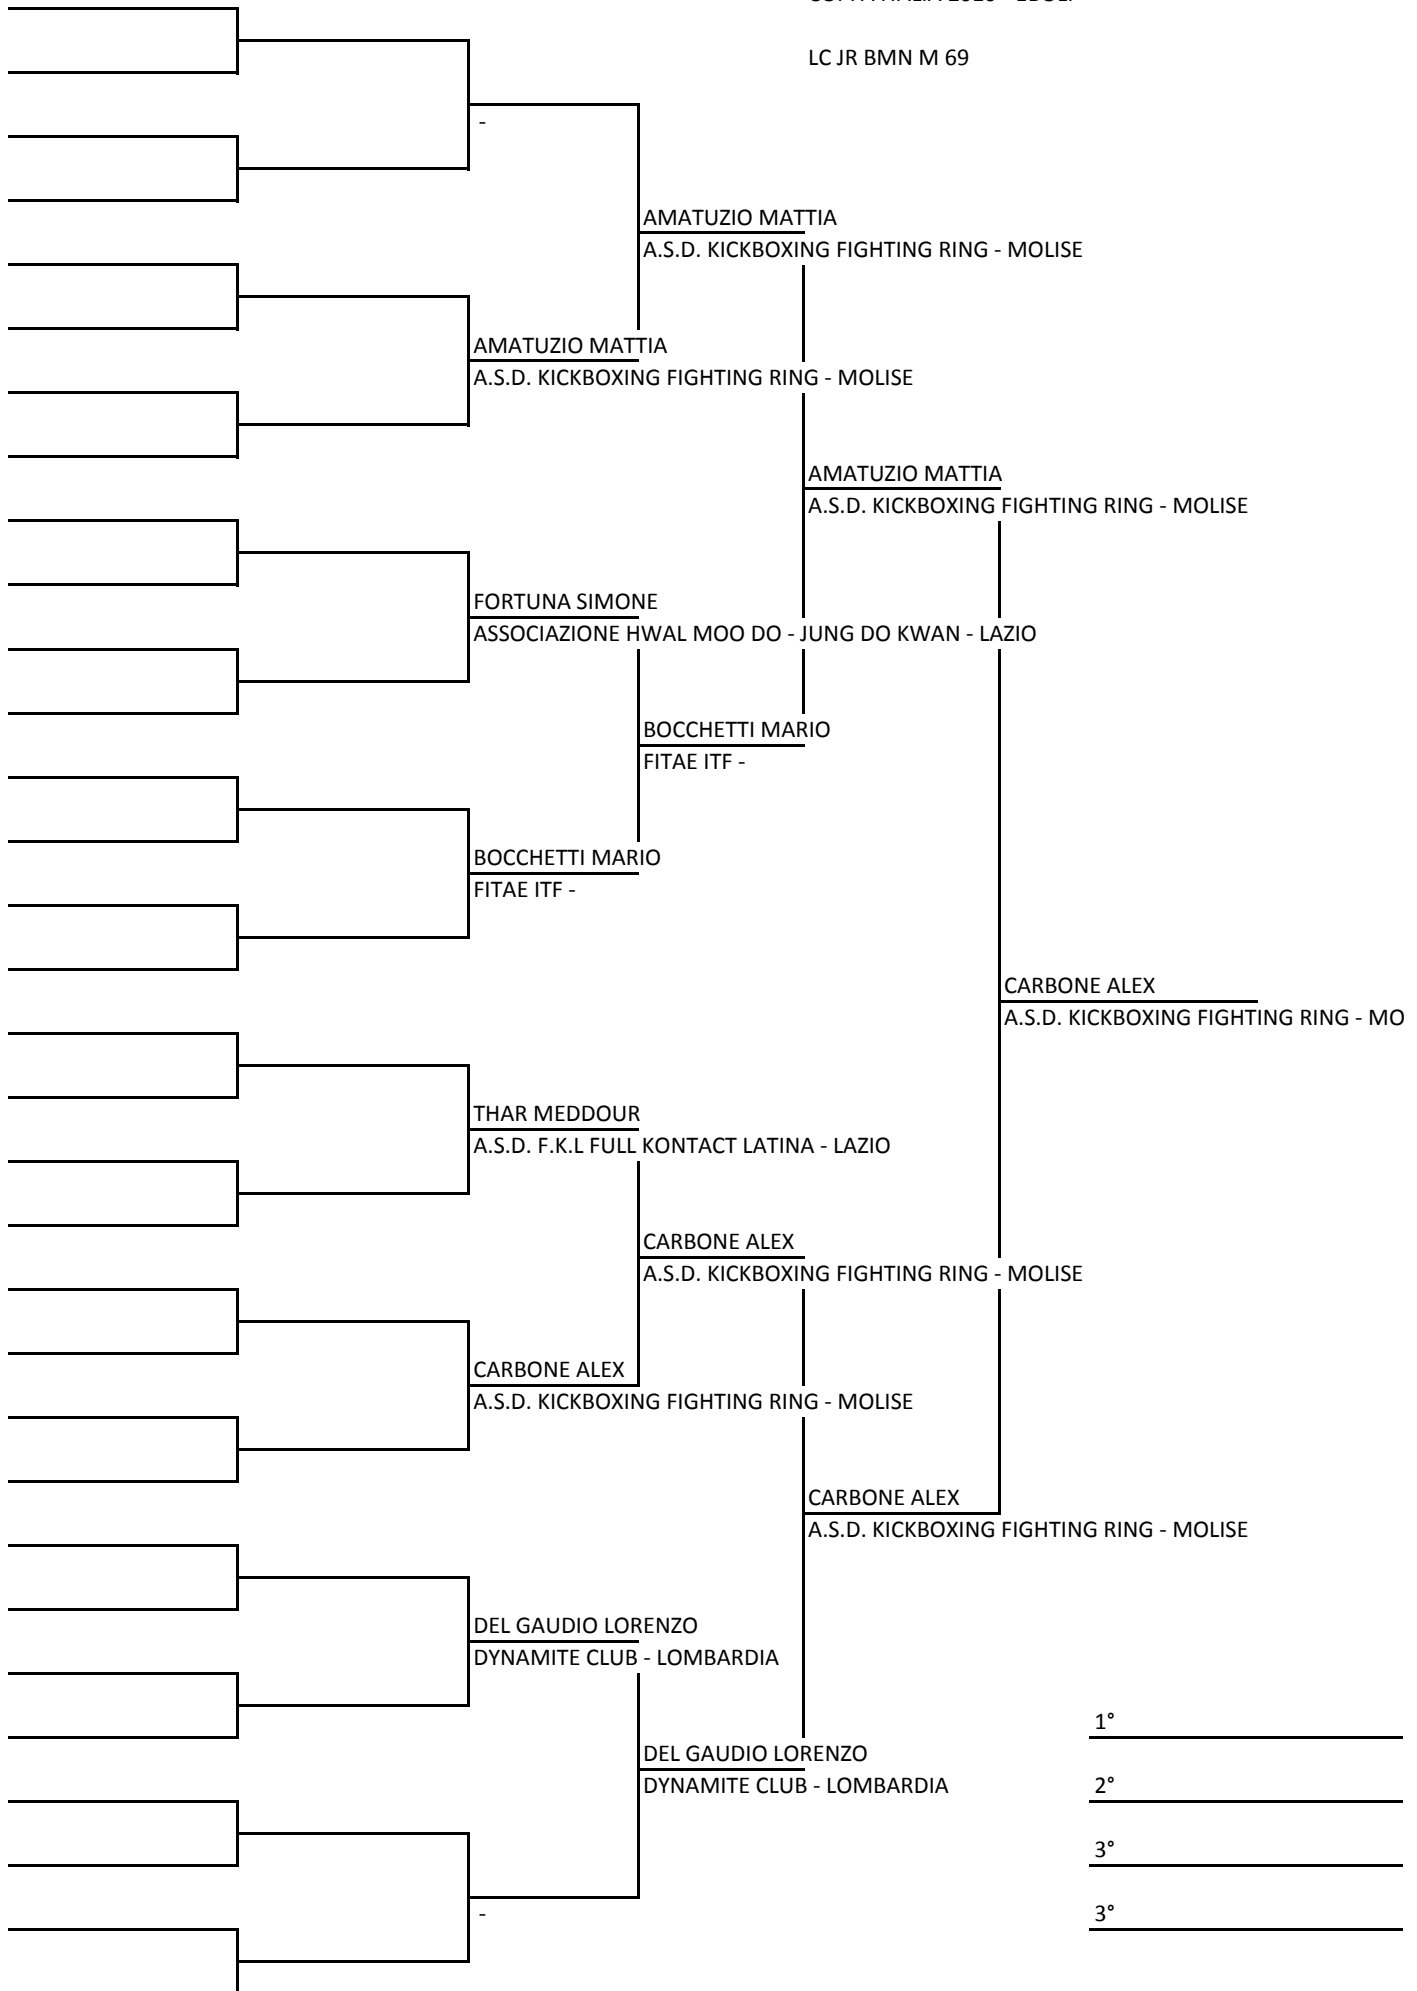 LC JR BMN M 69
-
AMATUZIO MATTIA
A.S.D. KICKBOXING FIGHTING RING - MOLISE
AMATUZIO MATTIA
A.S.D. KICKBOXING FIGHTING RING - MOLISE
AMATUZIO MATTIA
A.S.D. KICKBOXING FIGHTING RING - MOLISE
FORTUNA SIMONE
ASSOCIAZIONE HWAL MOO DO - JUNG DO KWAN - LAZIO
BOCCHETTI MARIO
FITAE ITF -
BOCCHETTI MARIO
FITAE ITF -
CARBONE ALEX
A.S.D. KICKBOXING FIGHTING RING - MO
THAR MEDDOUR
A.S.D. F.K.L FULL KONTACT LATINA - LAZIO
CARBONE ALEX
A.S.D. KICKBOXING FIGHTING RING - MOLISE
CARBONE ALEX
A.S.D. KICKBOXING FIGHTING RING - MOLISE
CARBONE ALEX
A.S.D. KICKBOXING FIGHTING RING - MOLISE
DEL GAUDIO LORENZO
DYNAMITE CLUB - LOMBARDIA
1°
DEL GAUDIO LORENZO
DYNAMITE CLUB - LOMBARDIA
2°
3°
-
3°